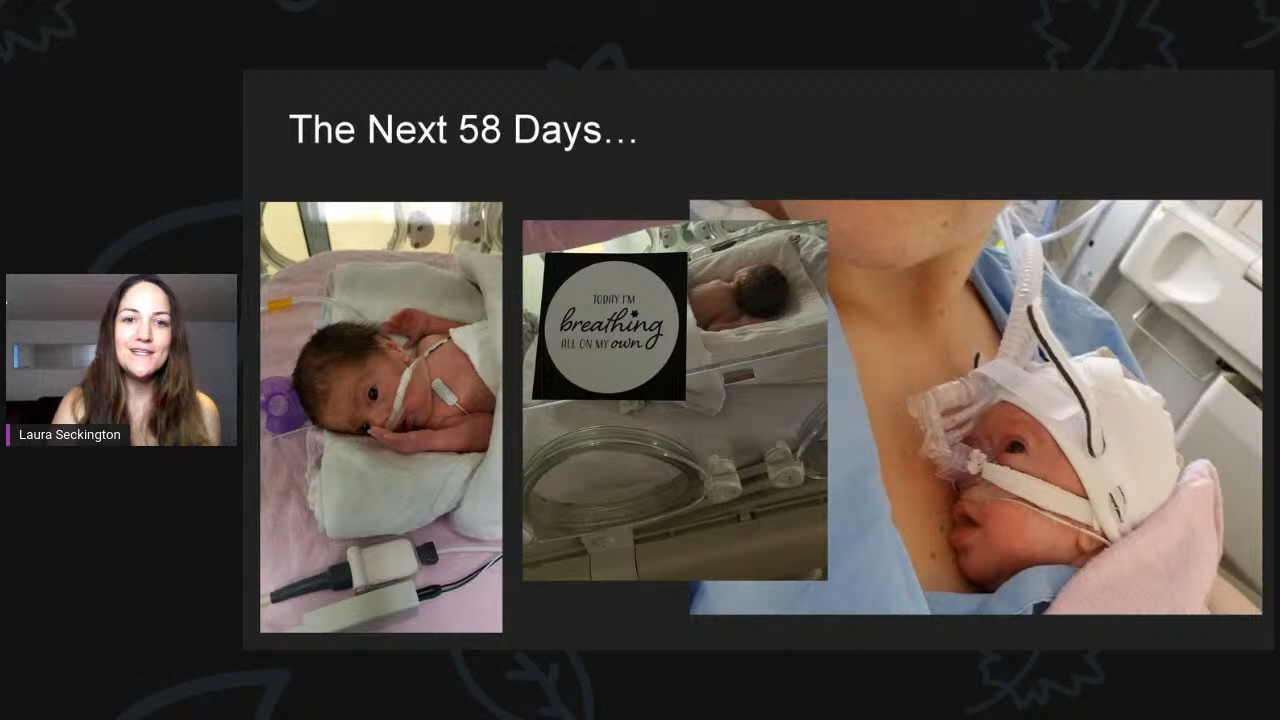 The Next 58 Days…
TODAY I'M
breathing
ALL ON MY own
Laura Seckington